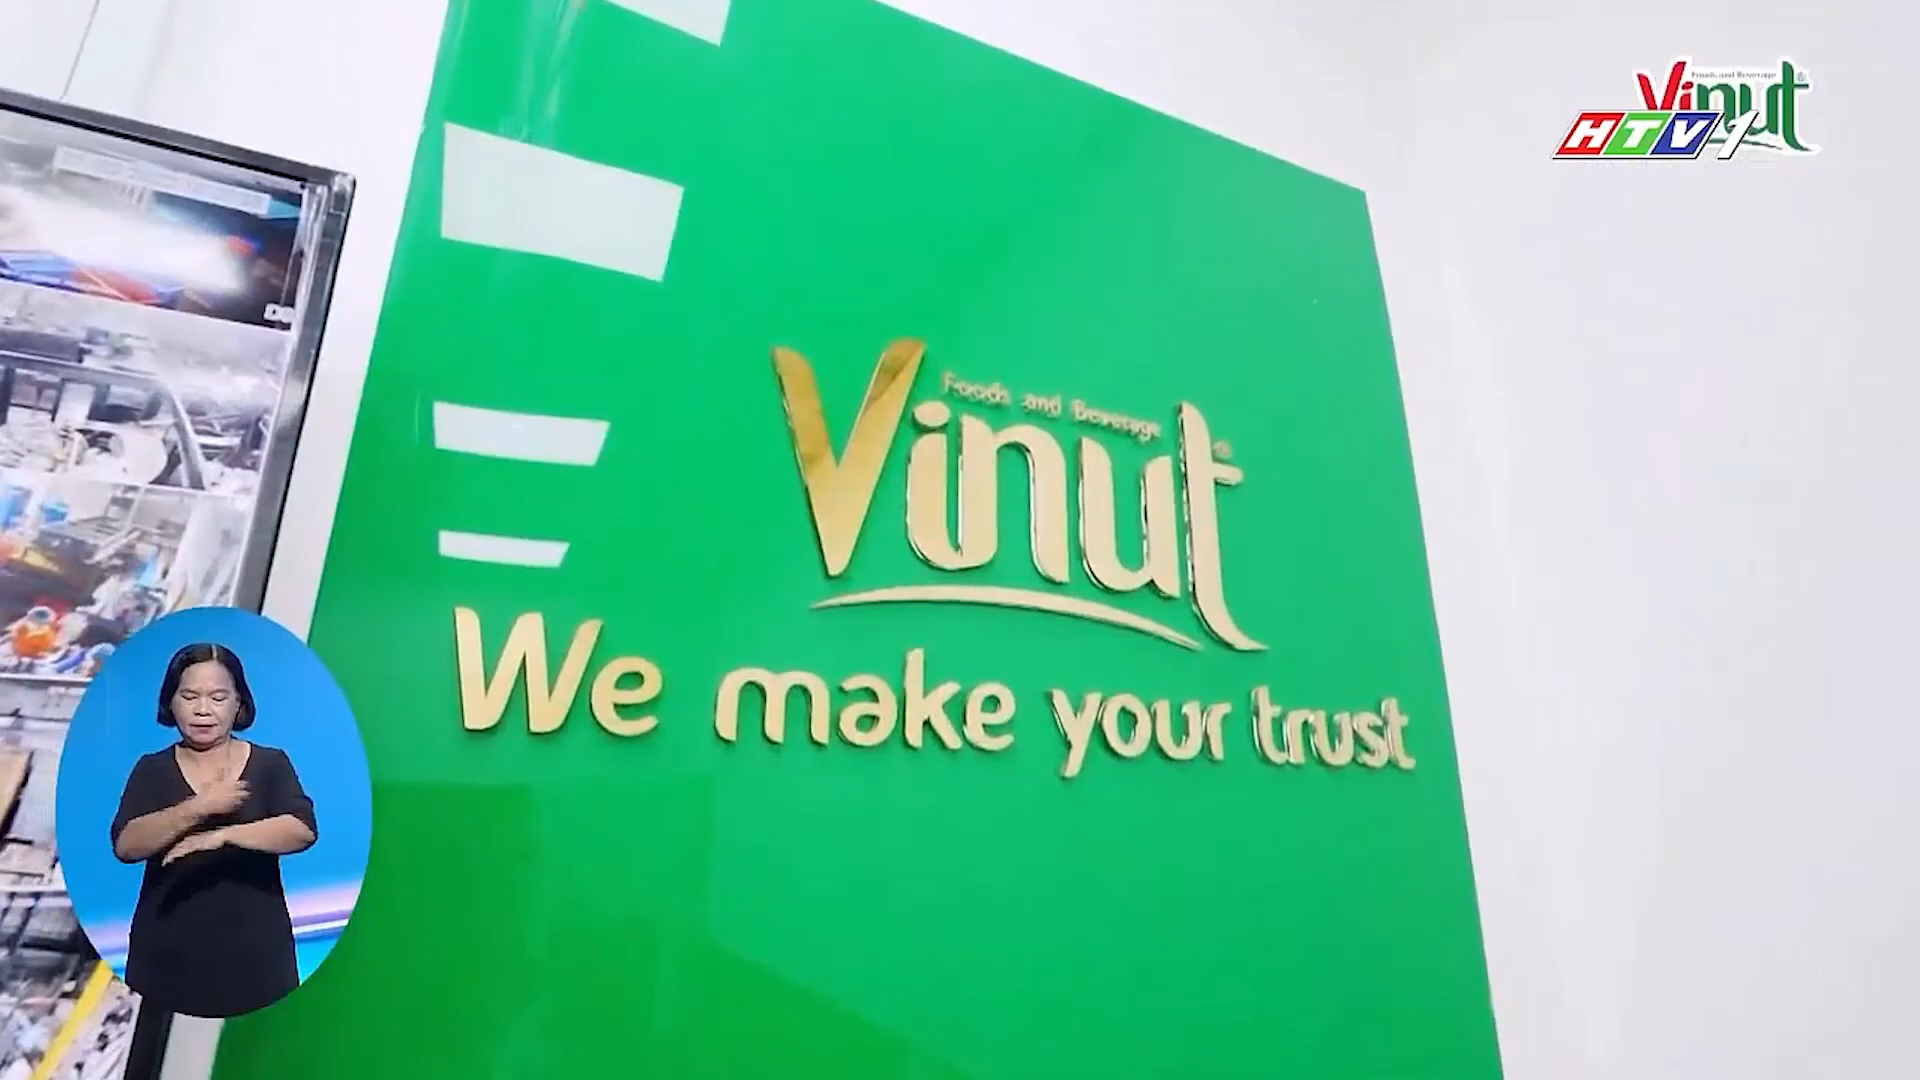 Foods and Beverage
Vinut®
HTV1
Foods and Beverage
Vinut®
We make your trust